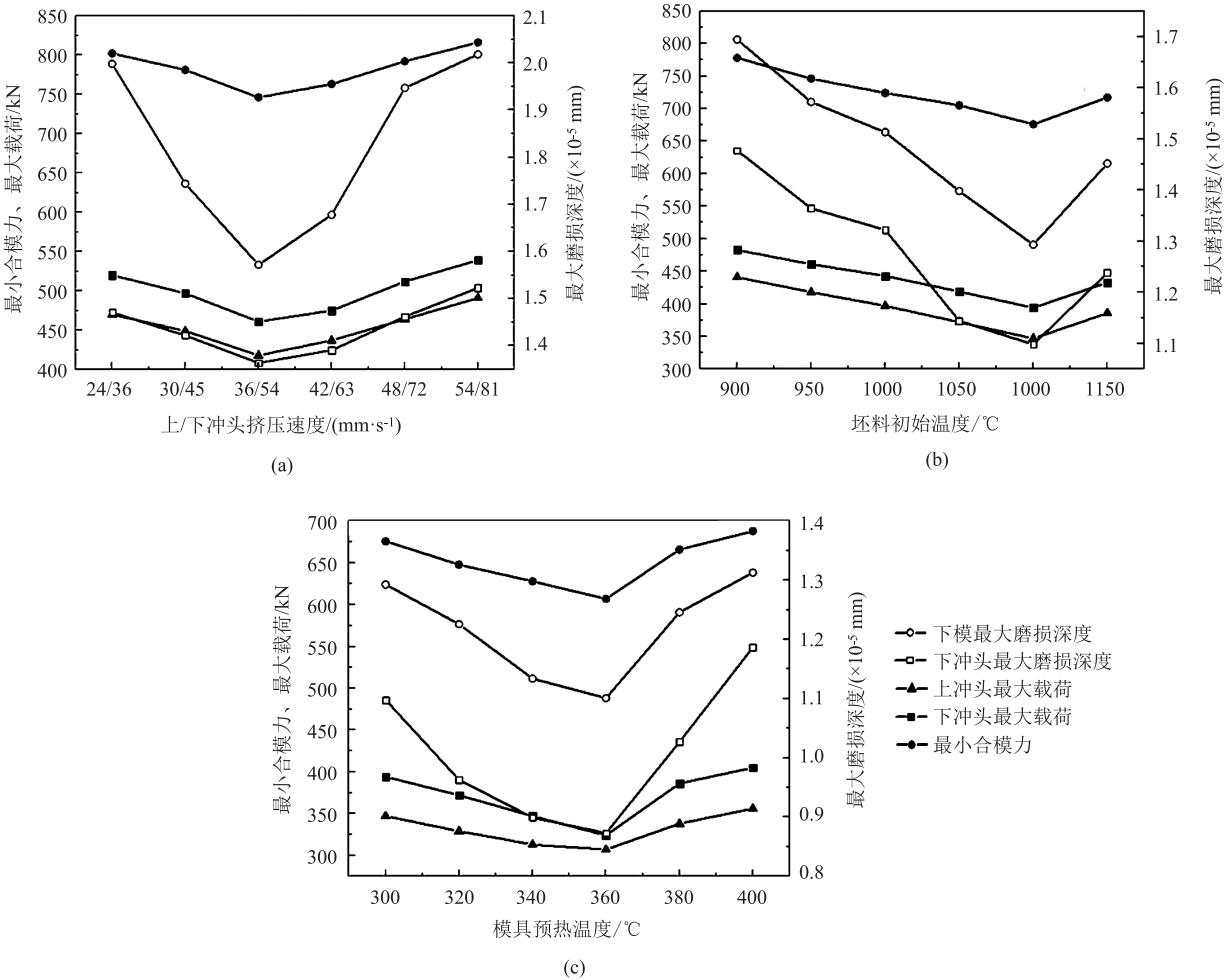 850
800
750
700
650
600
550
500
450
400
最小合模力、最大载荷/kN
2.1
2.0
1.9
1.8
1.7
1.6
1.5
1.4
最大磨损深度/(×10-5 mm)
24/36 30/45 36/54 42/63 48/72 54/81
上/下冲头挤压速度/(mm·s-1)
(a)
850
800
750
700
650
600
550
500
450
400
350
300
最小合模力、最大载荷/kN
1.7
1.6
1.5
1.4
1.3
1.2
1.1
最大磨损深度/(×10-5 mm)
900 950 1000 1050 1000 1150
坯料初始温度/℃
(b)
700
650
600
550
500
450
400
350
300
最小合模力、最大载荷/kN
1.4
1.3
1.2
1.1
1.0
0.9
0.8
最大磨损深度/(×10-5 mm)
300 320 340 360 380 400
模具预热温度/℃
(c)
下模最大磨损深度
下冲头最大磨损深度
上冲头最大载荷
下冲头最大载荷
最小合模力